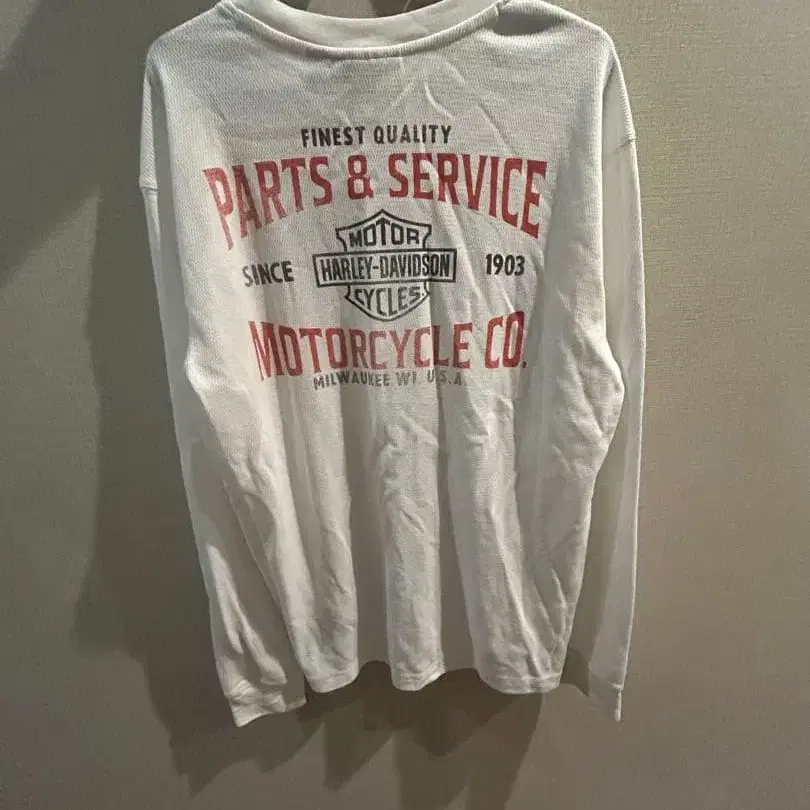 FINEST QUALITY
PARTS & SERVICE
MOTOR
SINCE HARLEY-DAVIDSON 1903
CYCLES
MOTORCYCLE CO.
MILWAUKEE WI. U.S.A.